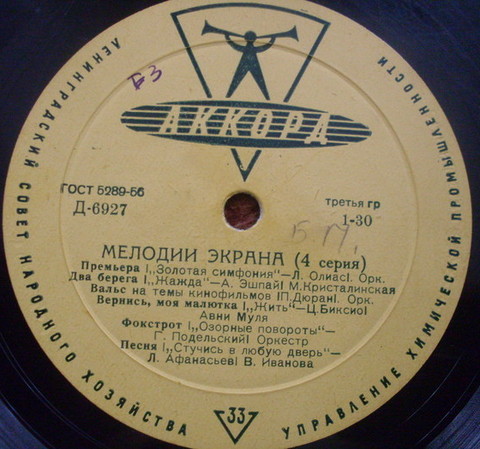 ЛЕНИНГРАДСКИЙ СОВЕТ НАРОДНОГО ХОЗЯЙСТВА
УПРАВЛЕНИЕ ХИМИЧЕСКОЙ ПРОМЫШЛЕННОСТИ
БЗ
АККОРД
ГОСТ 5289-56
Д-6927
третья гр
1-30
БМ.
МЕЛОДИИ ЭКРАНА (4 серия)
Премьера (,,Золотая симфония"—Л. Олиас). Орк.
Два берега (,,Жажда"—А. Эшпай) М.Кристалинская
Вальс на темы кинофильмов (П.Дюран). Орк.
Вернись, моя малютка (,,Жить"—Ц.Биксио)
Авни Муля
Фокстрот (,,Озорные повороты"—
Г. Подельский) Оркестр
Песня (,,Стучись в любую дверь"—
Л. Афанасьев) В. Иванова
33